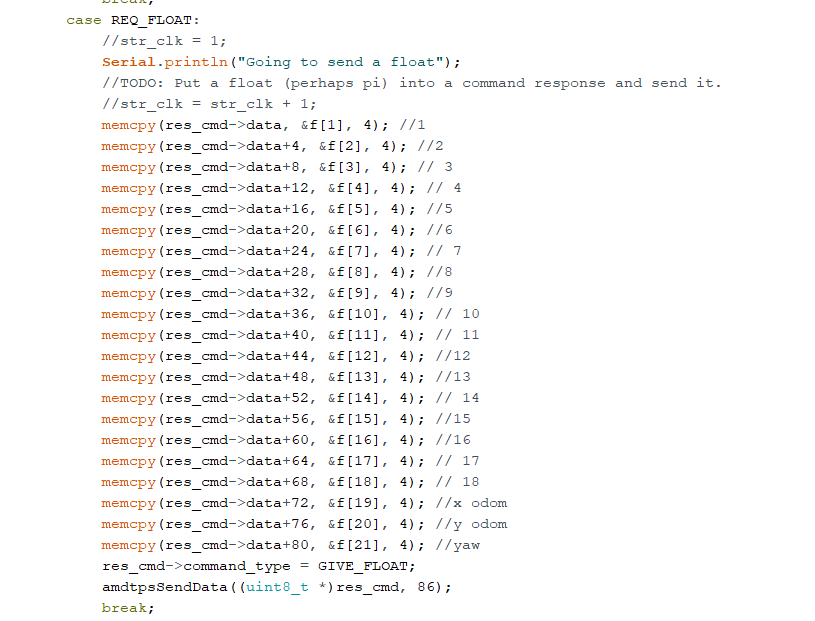 break;
case REQ_FLOAT:
//str_clk = 1;
Serial.println("Going to send a float");
//TODO: Put a float (perhaps pi) into a command response and send it.
//str_clk = str_clk + 1;
memcpy(res_cmd->data, &f[1], 4); //1
memcpy(res_cmd->data+4, &f[2], 4); //2
memcpy(res_cmd->data+8, &f[3], 4); // 3
memcpy(res_cmd->data+12, &f[4], 4); // 4
memcpy(res_cmd->data+16, &f[5], 4); //5
memcpy(res_cmd->data+20, &f[6], 4); //6
memcpy(res_cmd->data+24, &f[7], 4); // 7
memcpy(res_cmd->data+28, &f[8], 4); //8
memcpy(res_cmd->data+32, &f[9], 4); //9
memcpy(res_cmd->data+36, &f[10], 4); // 10
memcpy(res_cmd->data+40, &f[11], 4); // 11
memcpy(res_cmd->data+44, &f[12], 4); //12
memcpy(res_cmd->data+48, &f[13], 4); //13
memcpy(res_cmd->data+52, &f[14], 4); // 14
memcpy(res_cmd->data+56, &f[15], 4); //15
memcpy(res_cmd->data+60, &f[16], 4); //16
memcpy(res_cmd->data+64, &f[17], 4); // 17
memcpy(res_cmd->data+68, &f[18], 4); // 18
memcpy(res_cmd->data+72, &f[19], 4); //x odom
memcpy(res_cmd->data+76, &f[20], 4); //y odom
memcpy(res_cmd->data+80, &f[21], 4); //yaw
res_cmd->command_type = GIVE_FLOAT;
amdtpsSendData((uint8_t *)res_cmd, 86);
break;